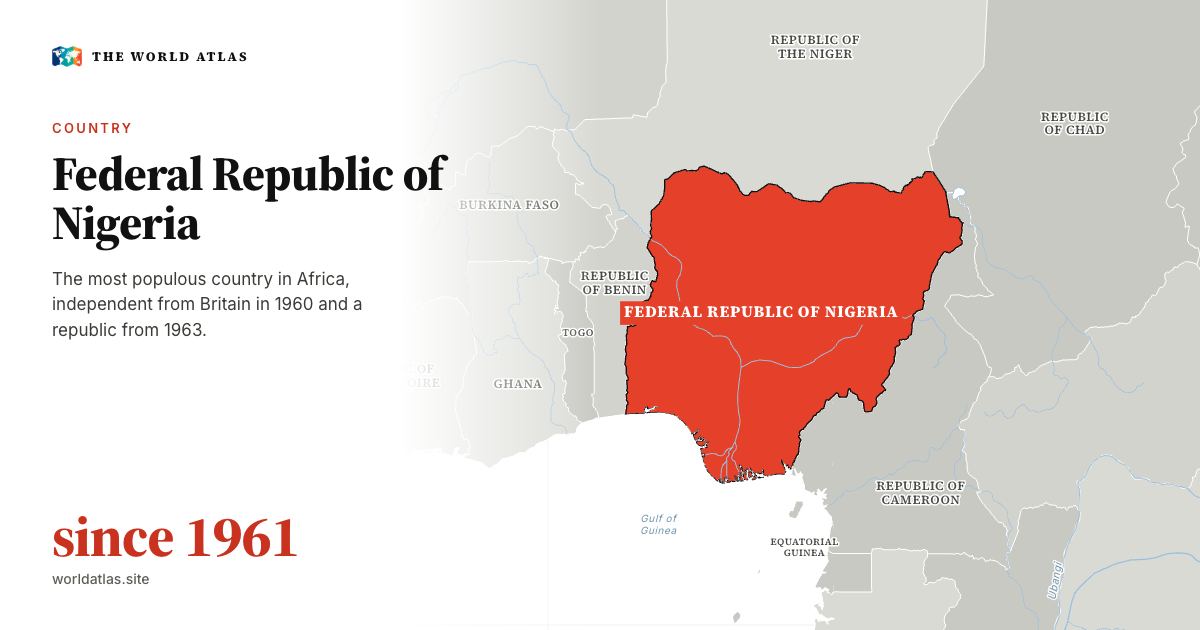 THE WORLD ATLAS
COUNTRY
Federal Republic of
Nigeria
The most populous country in Africa,
independent from Britain in 1960 and a
republic from 1963.
since 1961
worldatlas.site
REPUBLIC OF
THE NIGER
REPUBLIC
OF CHAD
BURKINA FASO
REPUBLIC
OF BENIN
FEDERAL REPUBLIC OF NIGERIA
TOGO
GHANA
OF
OIRE
REPUBLIC OF
CAMEROON
Gulf of
Guinea
EQUATORIAL
GUINEA
Ubangi